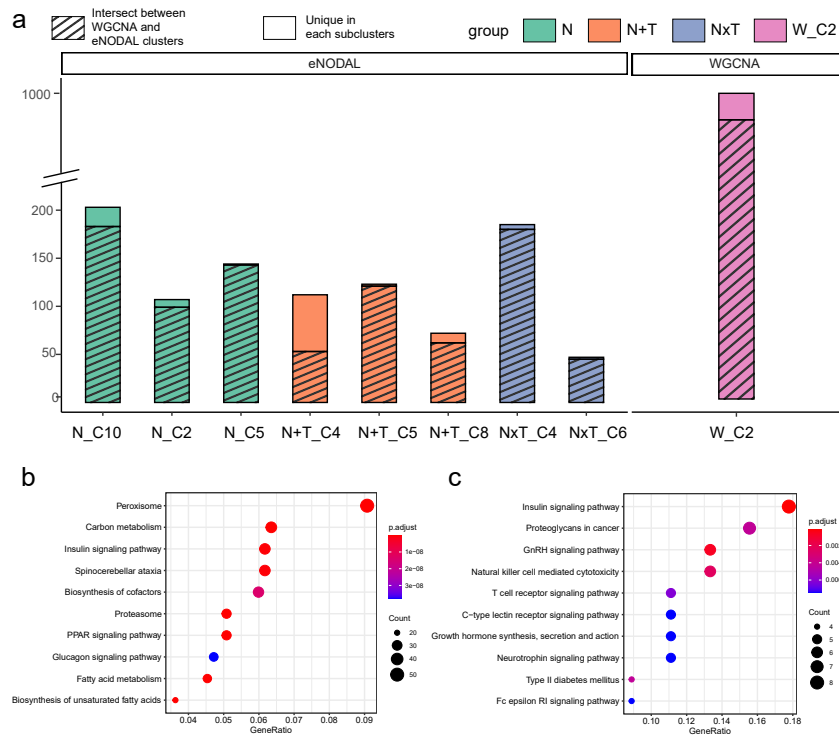 a
Intersect between
WGCNA and
eNODAL clusters
Unique in
each subclusters
group N N+T NxT W_C2
eNODAL WGCNA
1000
200
150
100
50
0
N_C10 N_C2 N_C5 N+T_C4 N+T_C5 N+T_C8 NxT_C4 NxT_C6 W_C2
b
Peroxisome
Carbon metabolism
Insulin signaling pathway
Spinocerebellar ataxia
Biosynthesis of cofactors
Proteasome
PPAR signaling pathway
Glucagon signaling pathway
Fatty acid metabolism
Biosynthesis of unsaturated fatty acids
0.04 0.05 0.06 0.07 0.08 0.09
GeneRatio
p.adjust
1e-08
2e-08
3e-08
Count
20
30
40
50
c
Insulin signaling pathway
Proteoglycans in cancer
GnRH signaling pathway
Natural killer cell mediated cytotoxicity
T cell receptor signaling pathway
C-type lectin receptor signaling pathway
Growth hormone synthesis, secretion and action
Neurotrophin signaling pathway
Type II diabetes mellitus
Fc epsilon RI signaling pathway
0.10 0.12 0.14 0.16 0.18
GeneRatio
p.adjust
0.00
0.00
Count
4
5
6
7
8